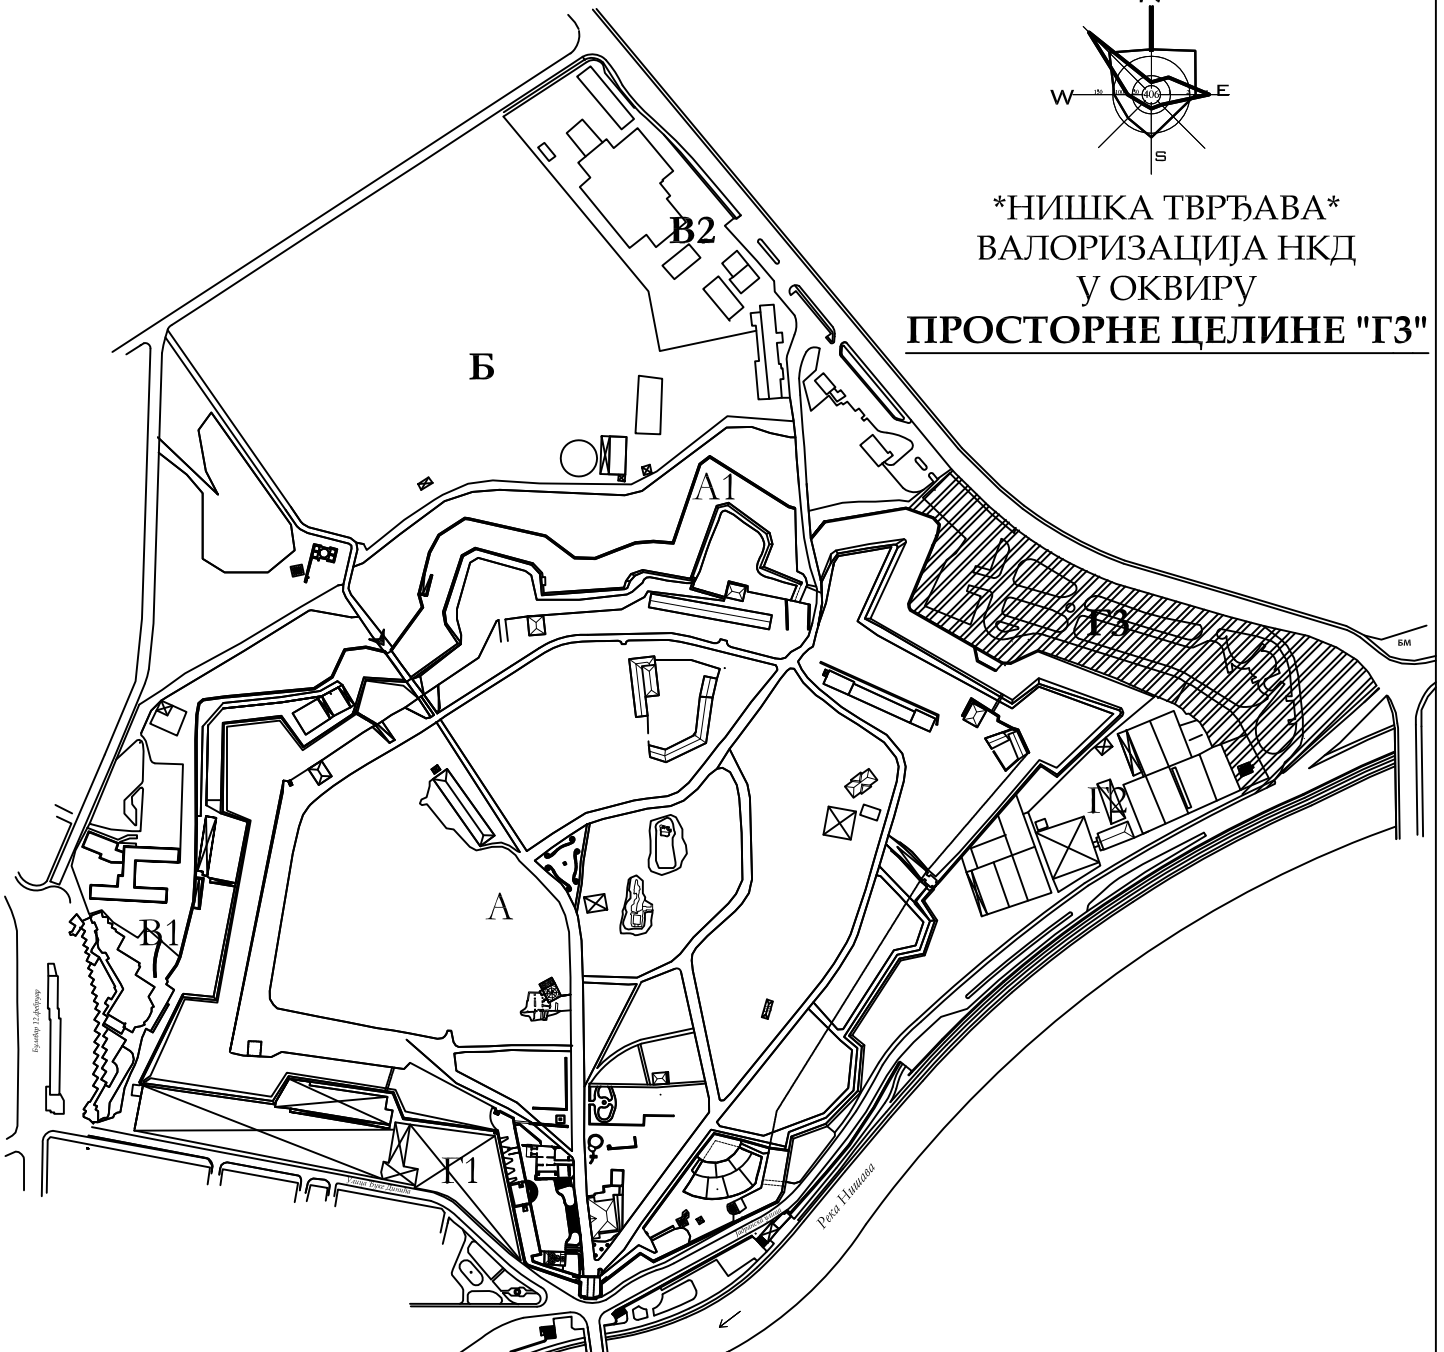 W
406
E
S
*НИШКА ТВРЂАВА*
ВАЛОРИЗАЦИЈА НКД
У ОКВИРУ
ПРОСТОРНЕ ЦЕЛИНЕ "Г3"
В2
Б
А1
Г3
БМ
Г2
А
В1
Булевар 12.фебруар
Г1
Река Нишава